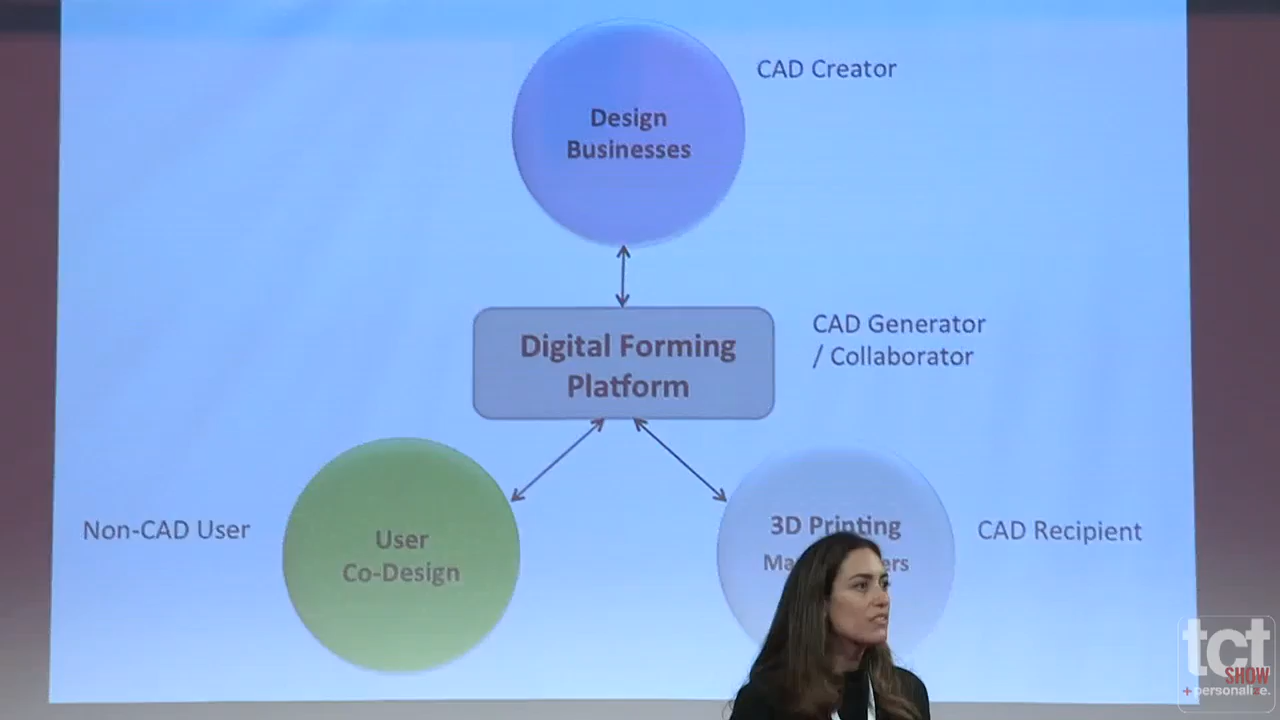 CAD Creator
Design
Businesses
Digital Forming
Platform
CAD Generator
/ Collaborator
Non-CAD User
User
Co-Design
3D Printing
CAD Recipient
tct
SHOW
+ personalize.